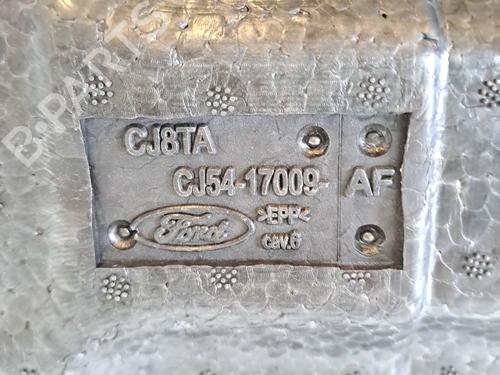 B-PARTS
CJ8TA
CJ54-17009- AF
Ford
>EPP<
cav.6